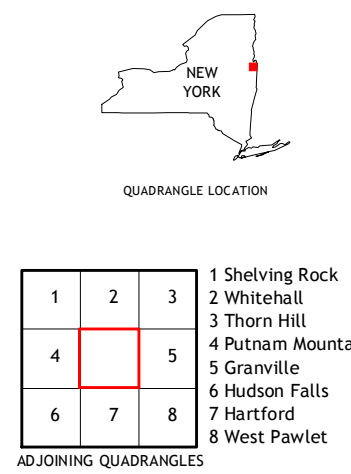 NEW
YORK
QUADRANGLE LOCATION
1 2 3
4 5
6 7 8
1 Shelving Rock
2 Whitehall
3 Thorn Hill
4 Putnam Mounta
5 Granville
6 Hudson Falls
7 Hartford
8 West Pawlet
ADJOINING QUADRANGLES